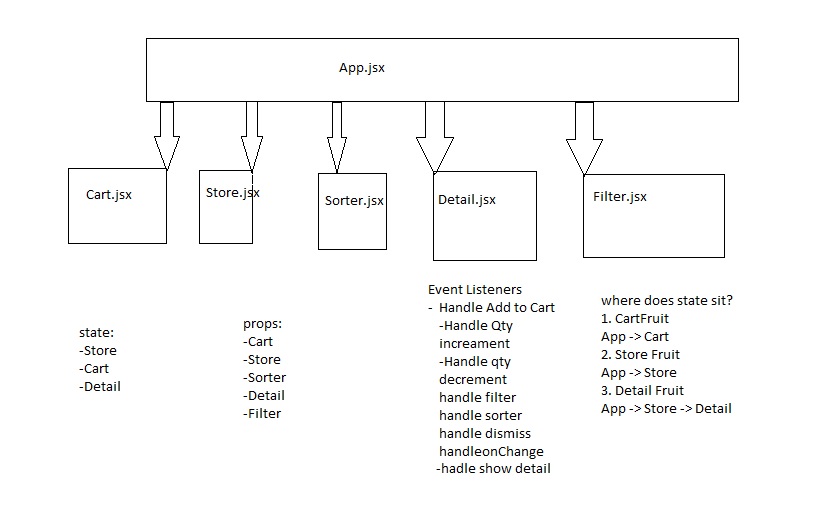 App.jsx
Cart.jsx
Store.jsx
Sorter.jsx
Detail.jsx
Filter.jsx
state:
-Store
-Cart
-Detail
props:
-Cart
-Store
-Sorter
-Detail
-Filter
Event Listeners
- Handle Add to Cart
-Handle Qty
increament
-Handle qty
decrement
handle filter
handle sorter
handle dismiss
handleonChange
-hadle show detail
where does state sit?
1. CartFruit
App -> Cart
2. Store Fruit
App -> Store
3. Detail Fruit
App -> Store -> Detail